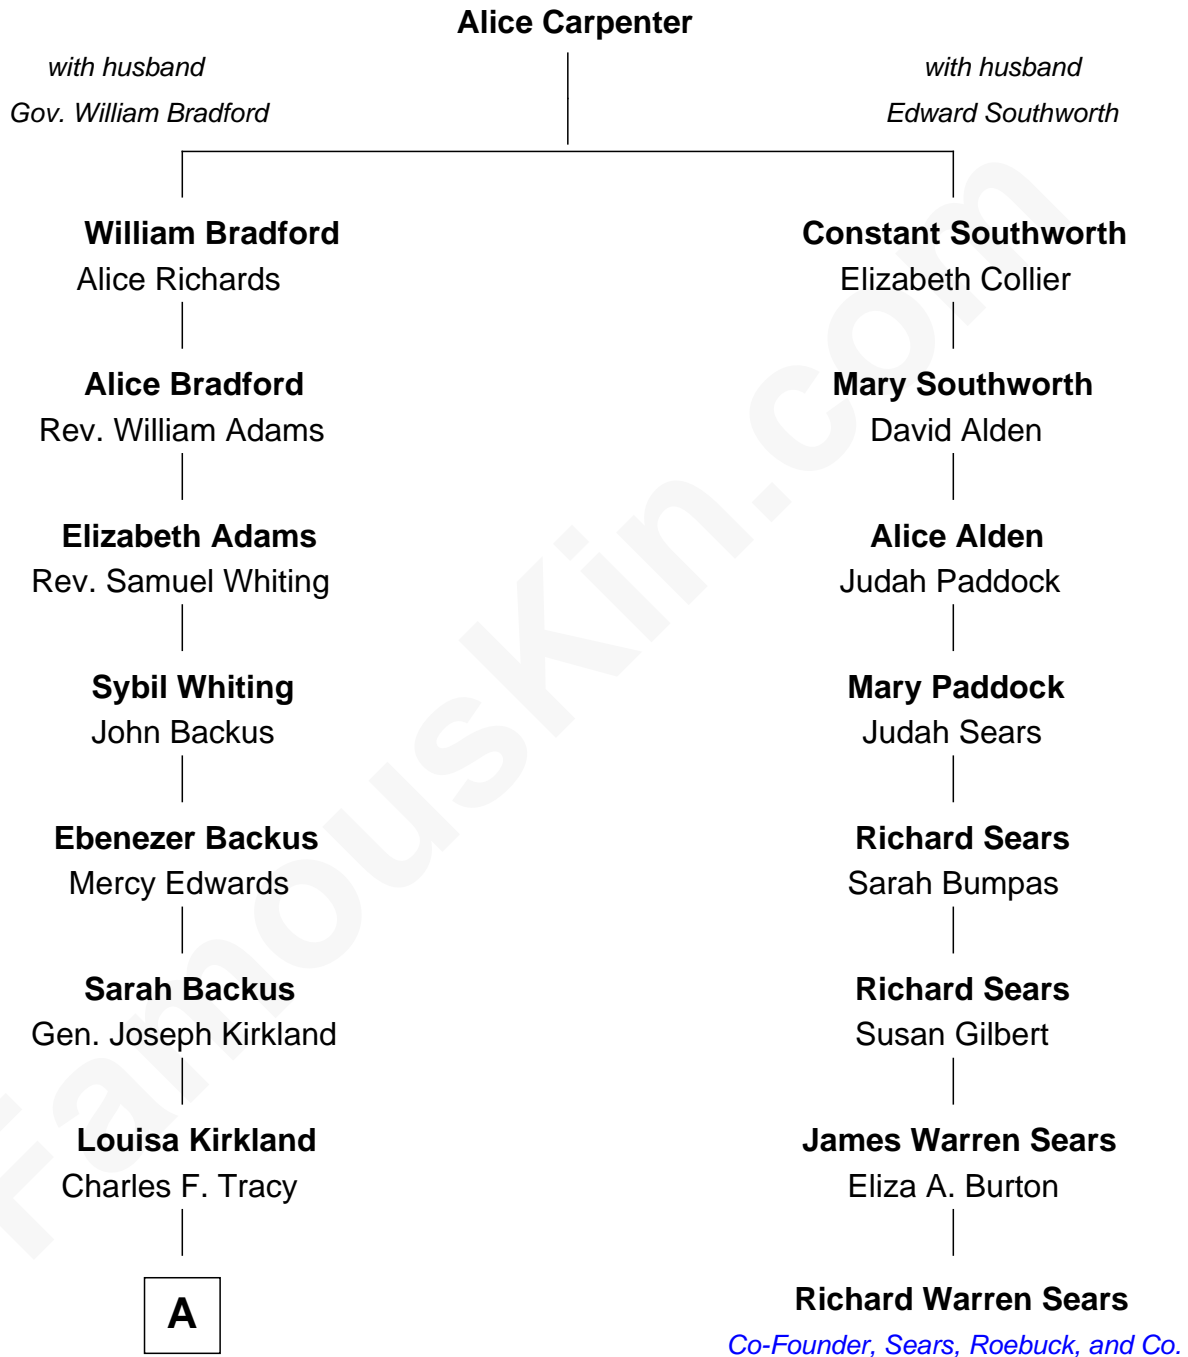 Alice Carpenter
with husband
Gov. William Bradford
with husband
Edward Southworth
William Bradford
Alice Richards
Constant Southworth
Elizabeth Collier
Alice Bradford
Rev. William Adams
Mary Southworth
David Alden
Elizabeth Adams
Rev. Samuel Whiting
Alice Alden
Judah Paddock
Sybil Whiting
John Backus
Mary Paddock
Judah Sears
Ebenezer Backus
Mercy Edwards
Richard Sears
Sarah Bumpas
Sarah Backus
Gen. Joseph Kirkland
Richard Sears
Susan Gilbert
Louisa Kirkland
Charles F. Tracy
James Warren Sears
Eliza A. Burton
A
Richard Warren Sears
Co-Founder, Sears, Roebuck, and Co.
FamousKin.com